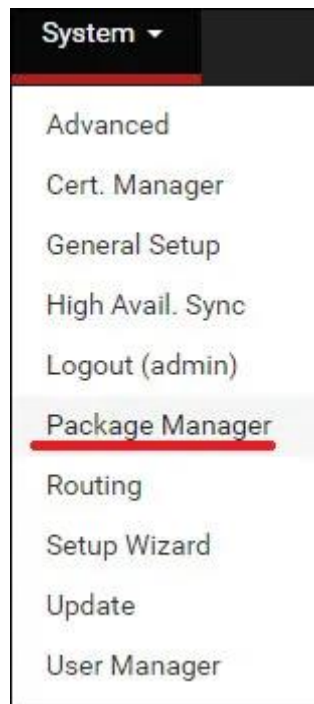 System
Advanced
Cert. Manager
General Setup
High Avail. Sync
Logout (admin)
Package Manager
Routing
Setup Wizard
Update
User Manager